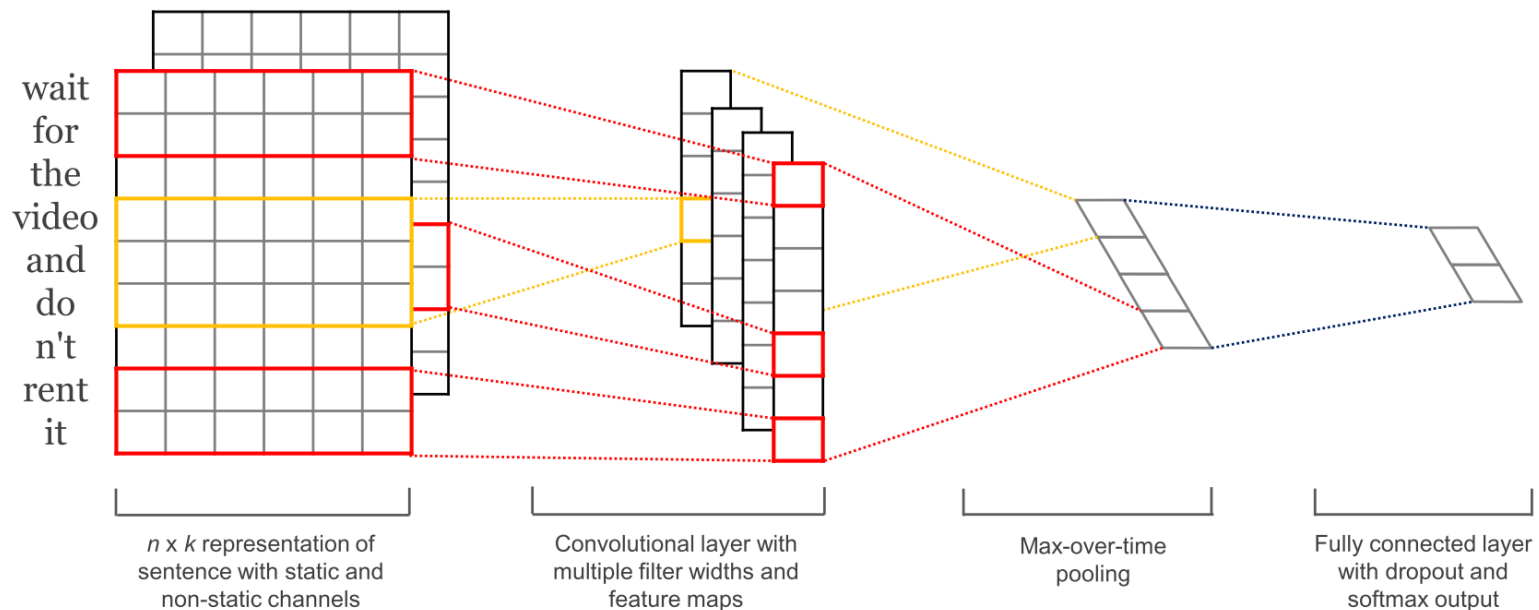 wait
for
the
video
and
do
n't
rent
it
n x k representation of
sentence with static and
non-static channels
Convolutional layer with
multiple filter widths and
feature maps
Max-over-time
pooling
Fully connected layer
with dropout and
softmax output